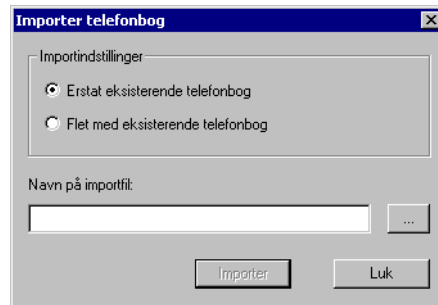 Importer telefonbog
Importindstillinger
Erstat eksisterende telefonbog
Flet med eksisterende telefonbog
Navn på importfil:
...
Importer
Luk